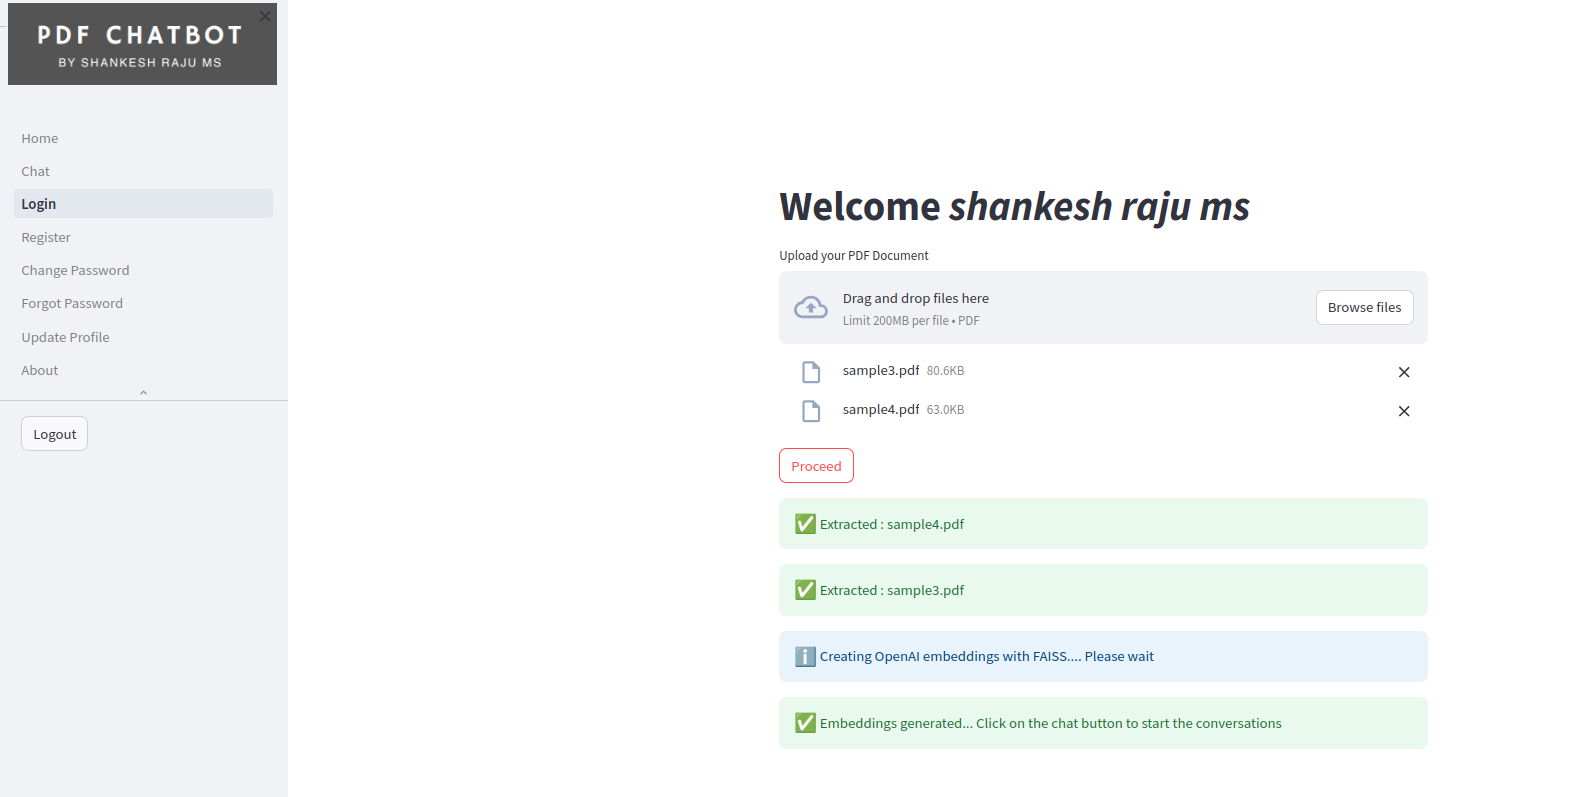 PDF CHATBOT
BY SHANKESH RAJU MS
Home
Chat
Login
Register
Change Password
Forgot Password
Update Profile
About
Logout
Welcome shankesh raju ms
Upload your PDF Document
Drag and drop files here
Limit 200MB per file • PDF
Browse files
sample3.pdf 80.6KB
sample4.pdf 63.0KB
Proceed
✅ Extracted : sample4.pdf
✅ Extracted : sample3.pdf
ℹ️ Creating OpenAI embeddings with FAISS.... Please wait
✅ Embeddings generated... Click on the chat button to start the conversations